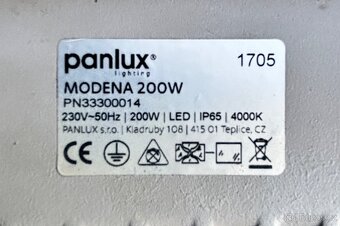 panlux® 1705
lighting
MODENA 200W
PN33300014
230V~50Hz | 200W | LED | IP65 | 4000K
PANLUX s.r.o. | Kladruby 108 | 415 01 Teplice, CZ
CE